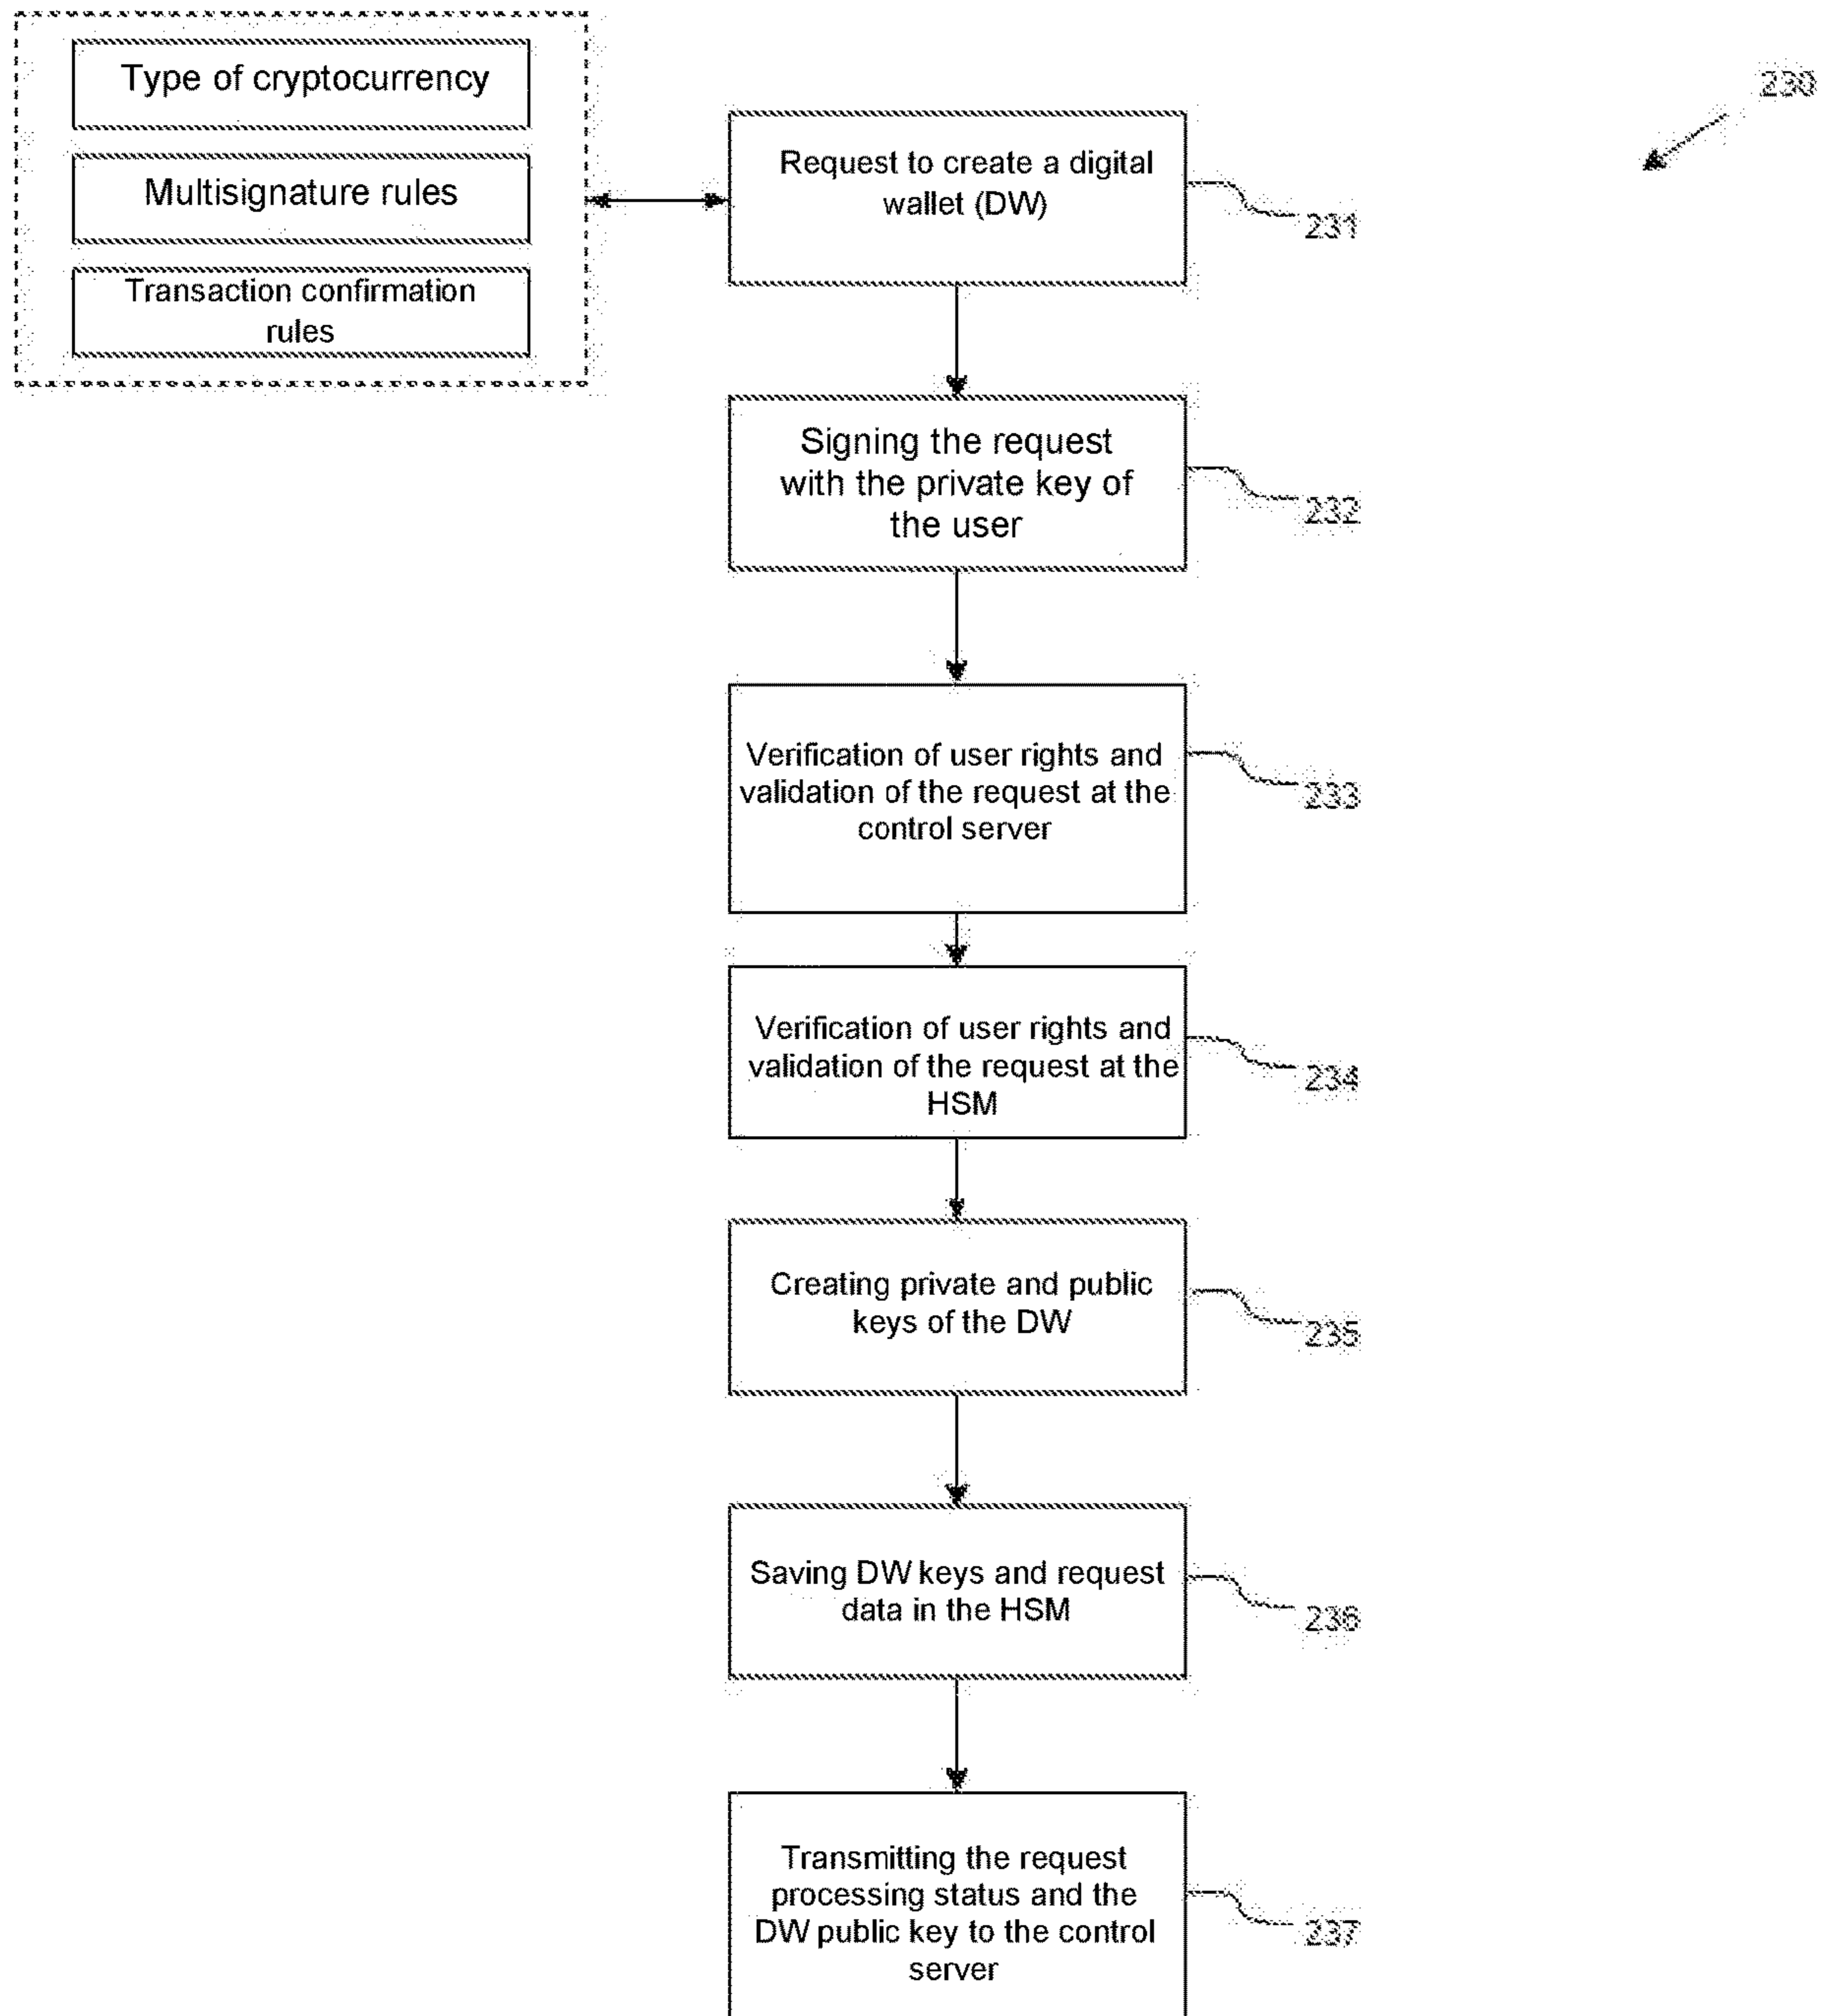 Type of cryptocurrency
Multisignature rules
Transaction confirmation
rules
230
Request to create a digital
wallet (DW)
231
Signing the request
with the private key of
the user
232
Verification of user rights and
validation of the request at the
control server
233
Verification of user rights and
validation of the request at the
HSM
234
Creating private and public
keys of the DW
235
Saving DW keys and request
data in the HSM
236
Transmitting the request
processing status and the
DW public key to the control
server
237